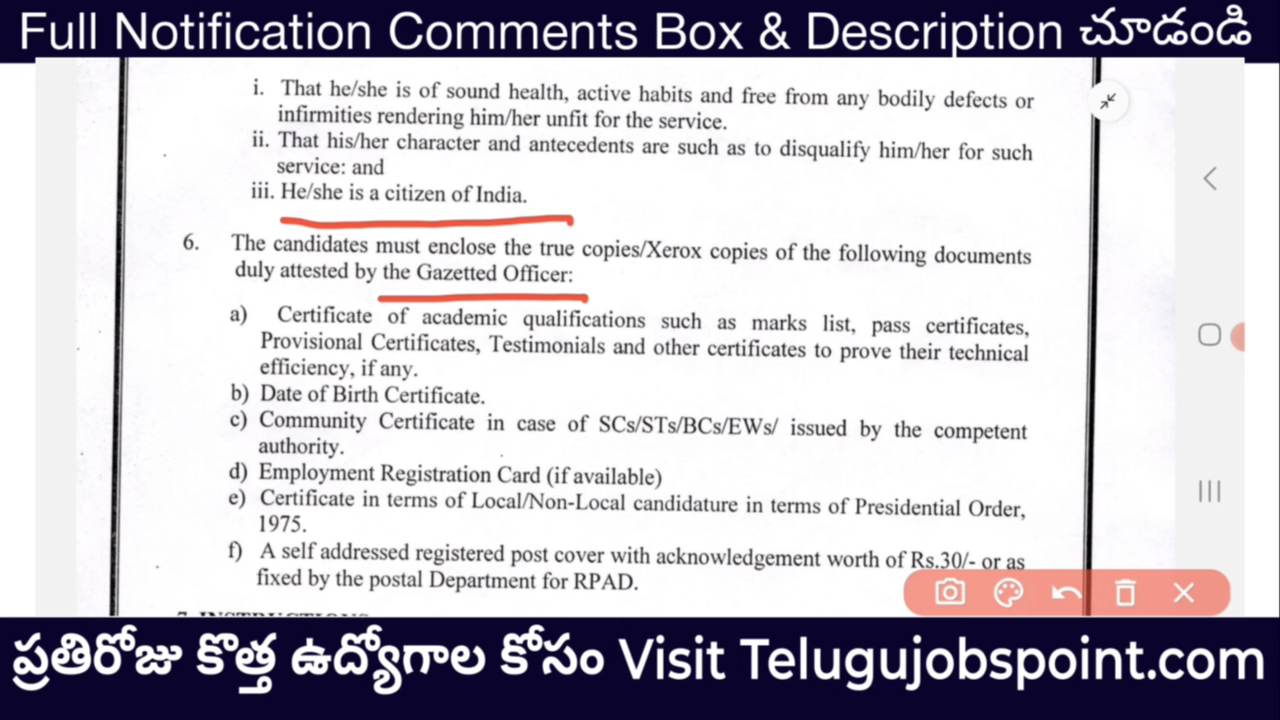 Full Notification Comments Box & Description చూడండి
i. That he/she is of sound health, active habits and free from any bodily defects or
infirmities rendering him/her unfit for the service.
ii. That his/her character and antecedents are such as to disqualify him/her for such
service: and
iii. He/she is a citizen of India.
6. The candidates must enclose the true copies/Xerox copies of the following documents
duly attested by the Gazetted Officer:
a) Certificate of academic qualifications such as marks list, pass certificates,
Provisional Certificates, Testimonials and other certificates to prove their technical
efficiency, if any.
b) Date of Birth Certificate.
c) Community Certificate in case of SCs/STs/BCs/EWs/ issued by the competent
authority.
d) Employment Registration Card (if available)
e) Certificate in terms of Local/Non-Local candidature in terms of Presidential Order,
1975.
f) A self addressed registered post cover with acknowledgement worth of Rs.30/- or as
fixed by the postal Department for RPAD.
7. INSTRUCTIONS
ప్రతిరోజు కొత్త ఉద్యోగాల కోసం Visit Telugujobspoint.com